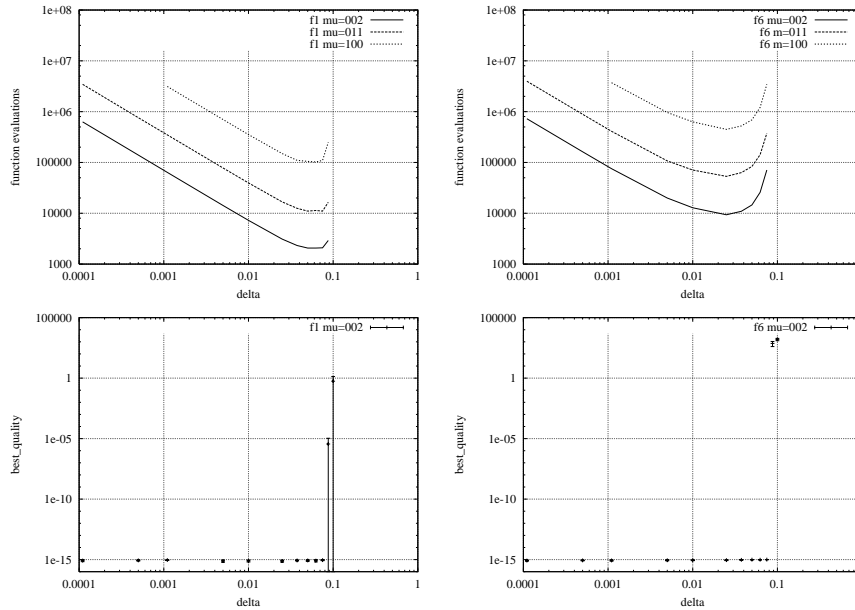 1e+08
1e+07
1e+06
100000
10000
1000
function evaluations
f1 mu=002
f1 mu=011
f1 mu=100
0.0001
0.001
0.01
0.1
1
delta
1e+08
1e+07
1e+06
100000
10000
1000
function evaluations
f6 mu=002
f6 m=011
f6 m=100
0.0001
0.001
0.01
0.1
delta
100000
1
1e-05
1e-10
1e-15
best_quality
f1 mu=002
0.0001
0.001
0.01
0.1
1
delta
100000
1
1e-05
1e-10
1e-15
best_quality
f6 mu=002
0.0001
0.001
0.01
0.1
delta